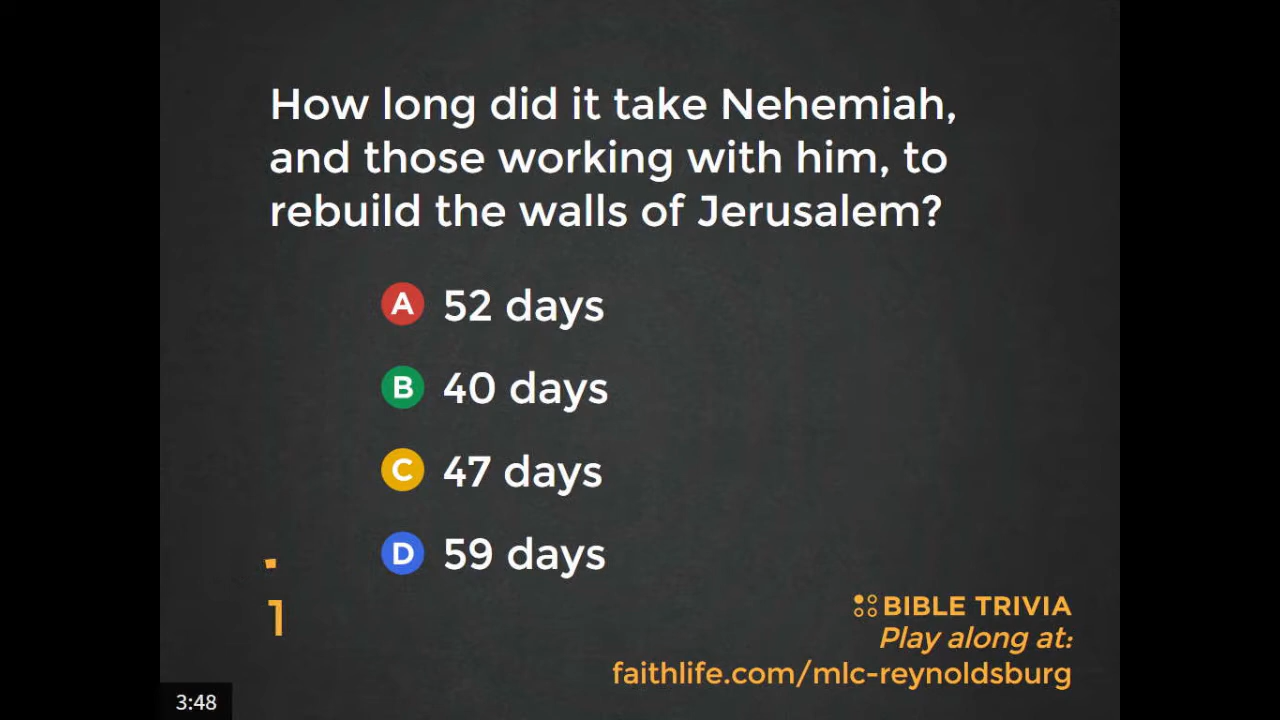 How long did it take Nehemiah,
and those working with him, to
rebuild the walls of Jerusalem?
A 52 days
B 40 days
C 47 days
D 59 days
1
BIBLE TRIVIA
Play along at:
faithlife.com/mlc-reynoldsburg
3:48